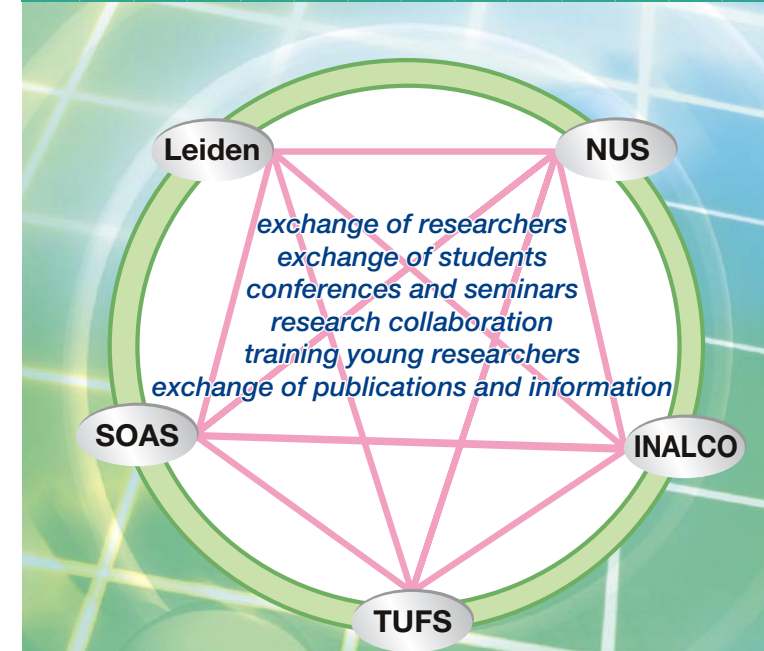 Leiden
NUS
exchange of researchers
exchange of students
conferences and seminars
research collaboration
training young researchers
exchange of publications and information
SOAS
INALCO
TUFS